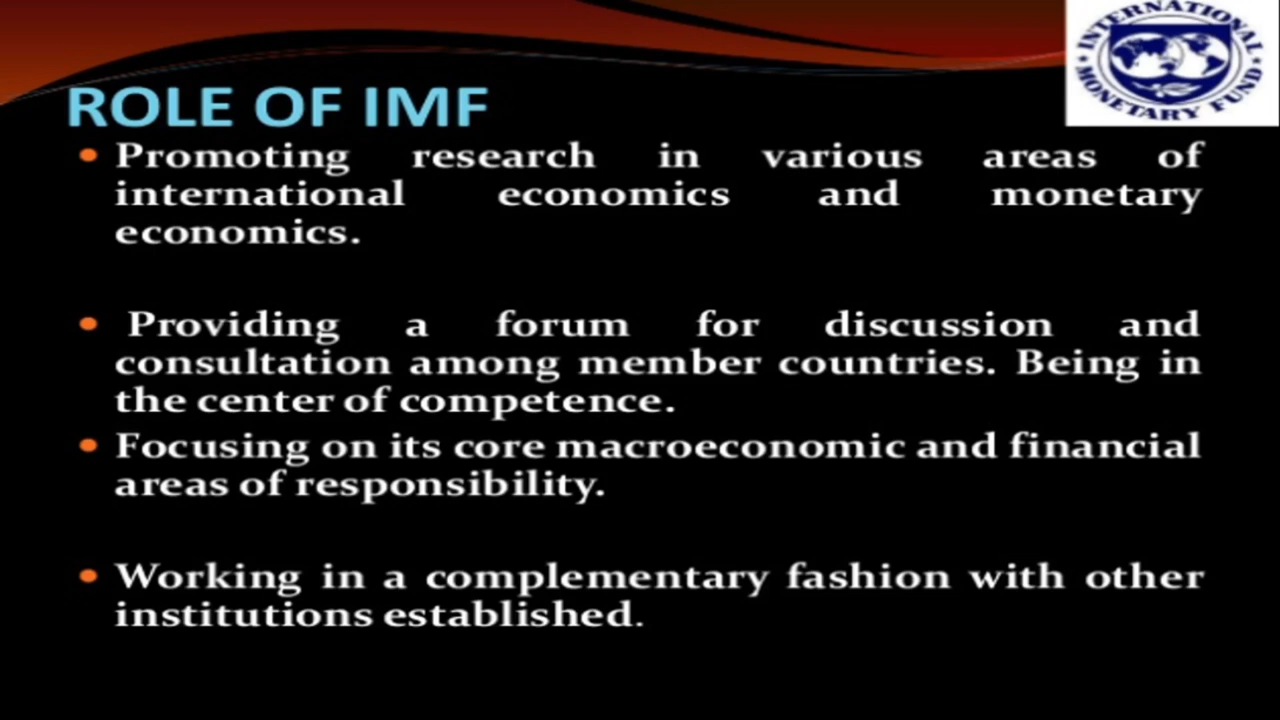 INTERNATIONAL
MONETARY FUND
ROLE OF IMF
• Promoting research in various areas of
international economics and monetary
economics.
• Providing a forum for discussion and
consultation among member countries. Being in
the center of competence.
• Focusing on its core macroeconomic and financial
areas of responsibility.
• Working in a complementary fashion with other
institutions established.